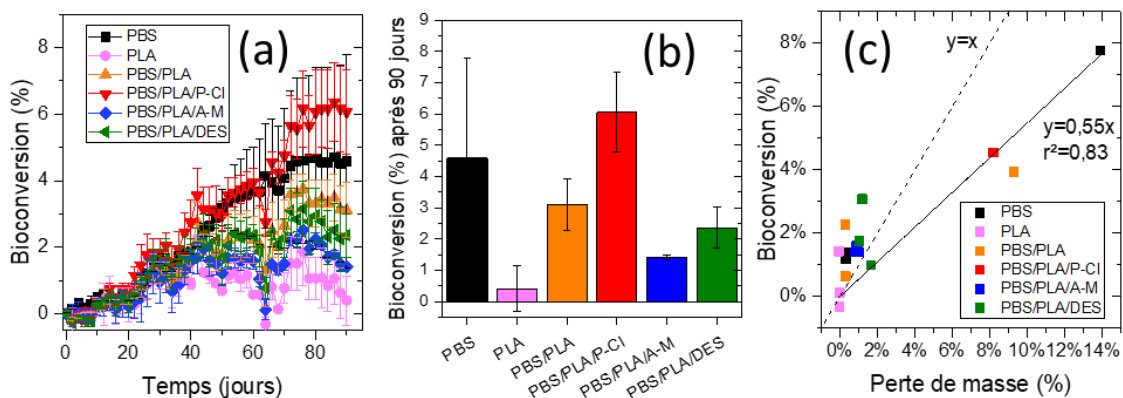 (a)
PBS
PLA
PBS/PLA
PBS/PLA/P-Cl
PBS/PLA/A-M
PBS/PLA/DES
Bioconversion (%)
8
6
4
2
0
0 20 40 60 80
Temps (jours)
(b)
Bioconversion (%) après 90 jours
9
8
7
6
5
4
3
2
1
0
PBS
PLA
PBS/PLA
PBS/PLA/P-Cl
PBS/PLA/A-M
PBS/PLA/DES
(c)
y=x
y=0,55x
r²=0,83
PBS
PLA
PBS/PLA
PBS/PLA/P-Cl
PBS/PLA/A-M
PBS/PLA/DES
Bioconversion (%)
8%
6%
4%
2%
0%
0% 2% 4% 6% 8% 10% 12% 14%
Perte de masse (%)